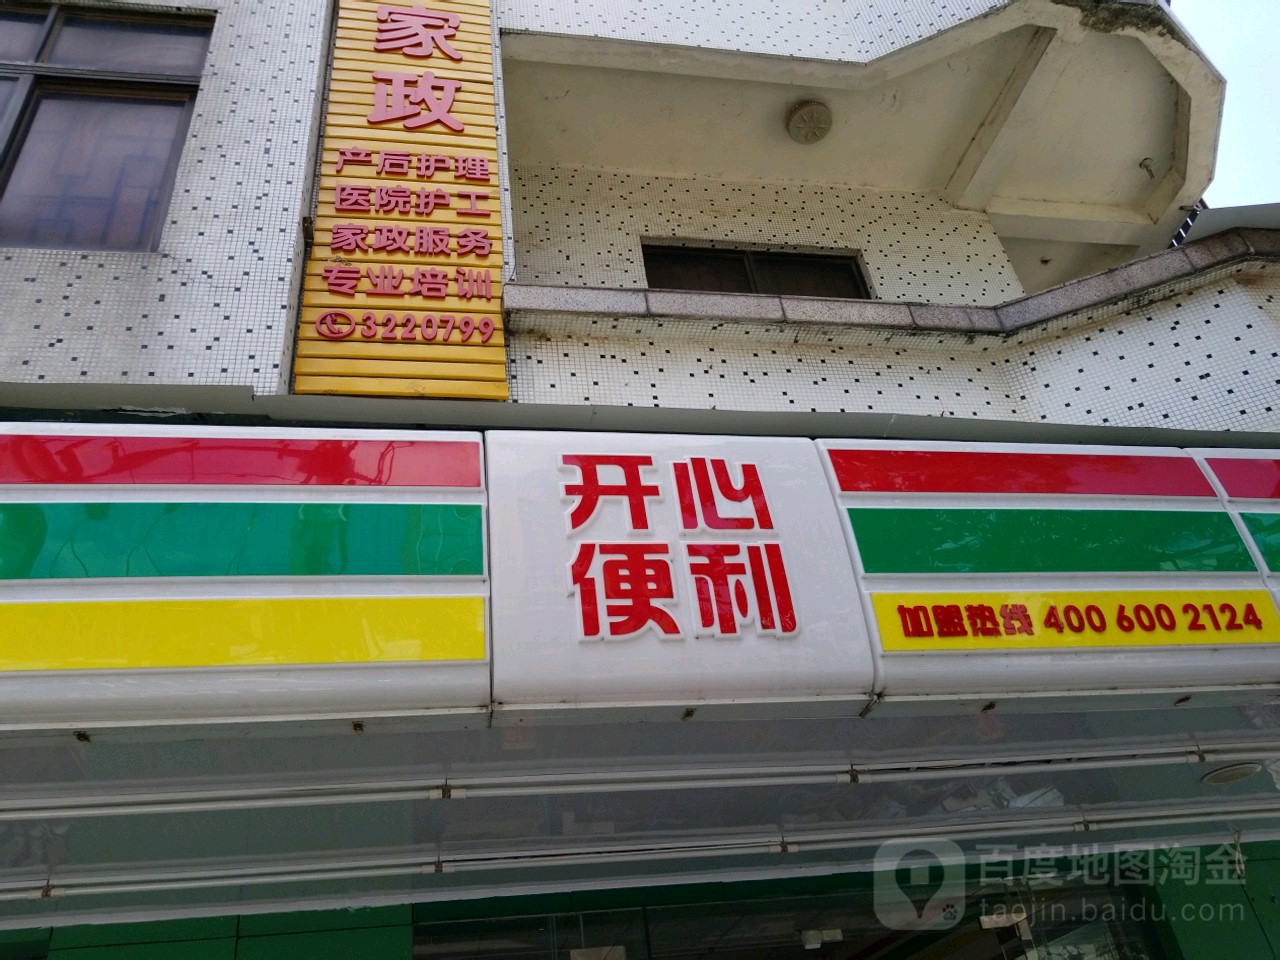 家政
产后护理
医院护工
家政服务
专业培训
3220799
开心
便利
加盟热线 400 600 2124
百度地图淘金
taojin.baidu.com